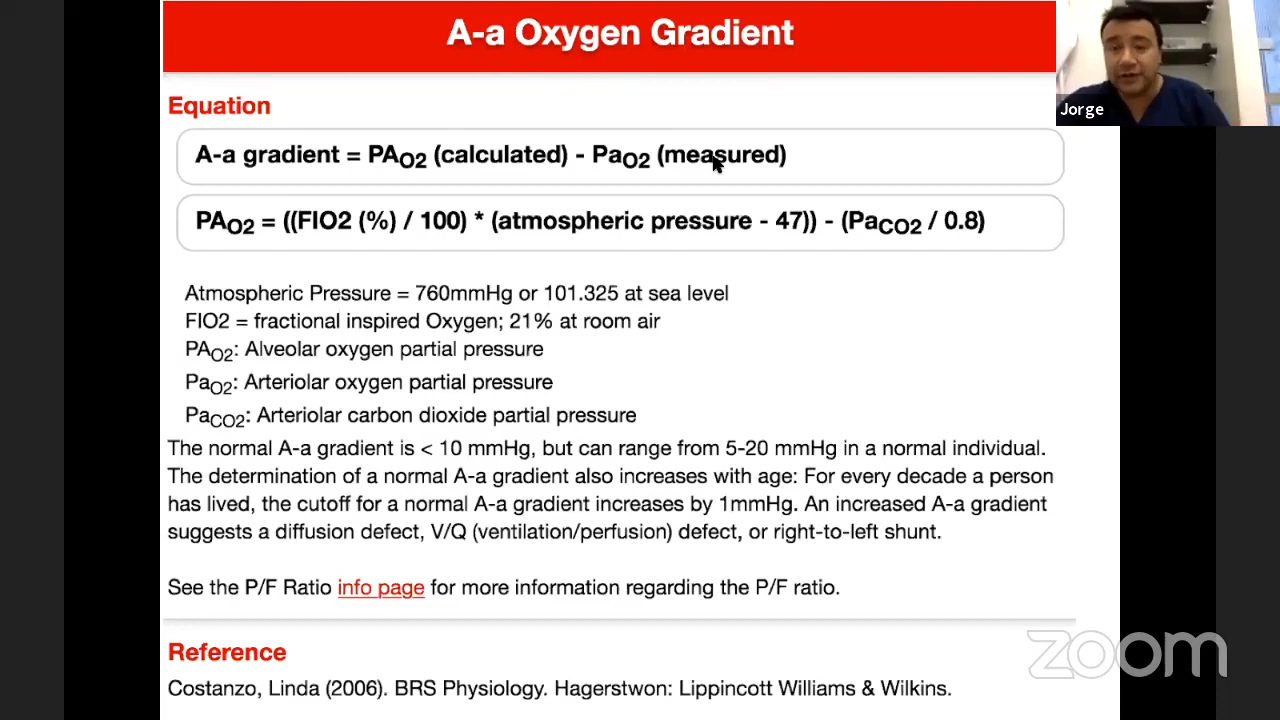 A-a Oxygen Gradient
Jorge
Equation
A-a gradient = PAO2 (calculated) - PaO2 (measured)
PAO2 = ((FIO2 (%) / 100) * (atmospheric pressure - 47)) - (PaCO2 / 0.8)
Atmospheric Pressure = 760mmHg or 101.325 at sea level
FIO2 = fractional inspired Oxygen; 21% at room air
PAO2: Alveolar oxygen partial pressure
PaO2: Arteriolar oxygen partial pressure
PaCO2: Arteriolar carbon dioxide partial pressure
The normal A-a gradient is < 10 mmHg, but can range from 5-20 mmHg in a normal individual.
The determination of a normal A-a gradient also increases with age: For every decade a person
has lived, the cutoff for a normal A-a gradient increases by 1mmHg. An increased A-a gradient
suggests a diffusion defect, V/Q (ventilation/perfusion) defect, or right-to-left shunt.
See the P/F Ratio info page for more information regarding the P/F ratio.
Reference
zoom
Costanzo, Linda (2006). BRS Physiology. Hagerstwon: Lippincott Williams & Wilkins.